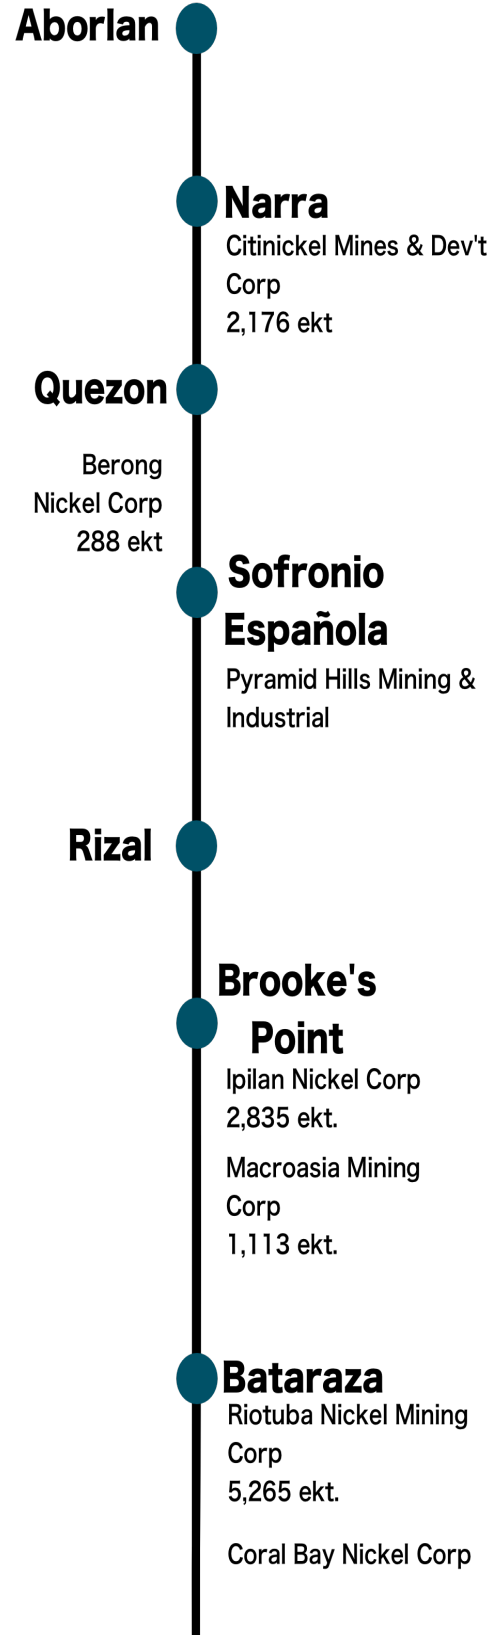 Aborlan
Narra
Citinickel Mines & Dev't
Corp
2,176 ekt
Quezon
Berong
Nickel Corp
288 ekt
Sofronio
Española
Pyramid Hills Mining &
Industrial
Rizal
Brooke's
Point
Ipilan Nickel Corp
2,835 ekt.
Macroasia Mining
Corp
1,113 ekt.
Bataraza
Riotuba Nickel Mining
Corp
5,265 ekt.
Coral Bay Nickel Corp